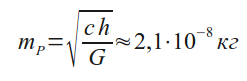 m_P = √(ch/G) ≈ 2,1·10⁻⁸ кг